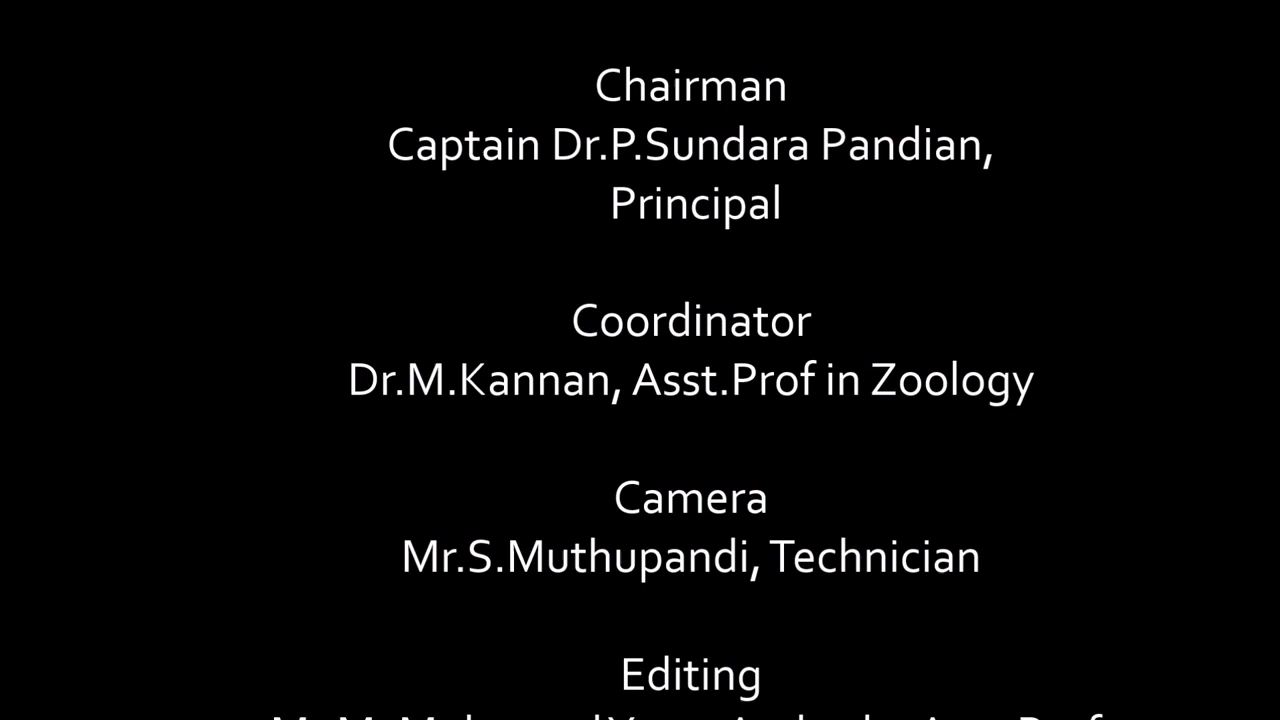 Chairman
Captain Dr.P.Sundara Pandian,
Principal
Coordinator
Dr.M.Kannan, Asst.Prof in Zoology
Camera
Mr.S.Muthupandi, Technician
Editing